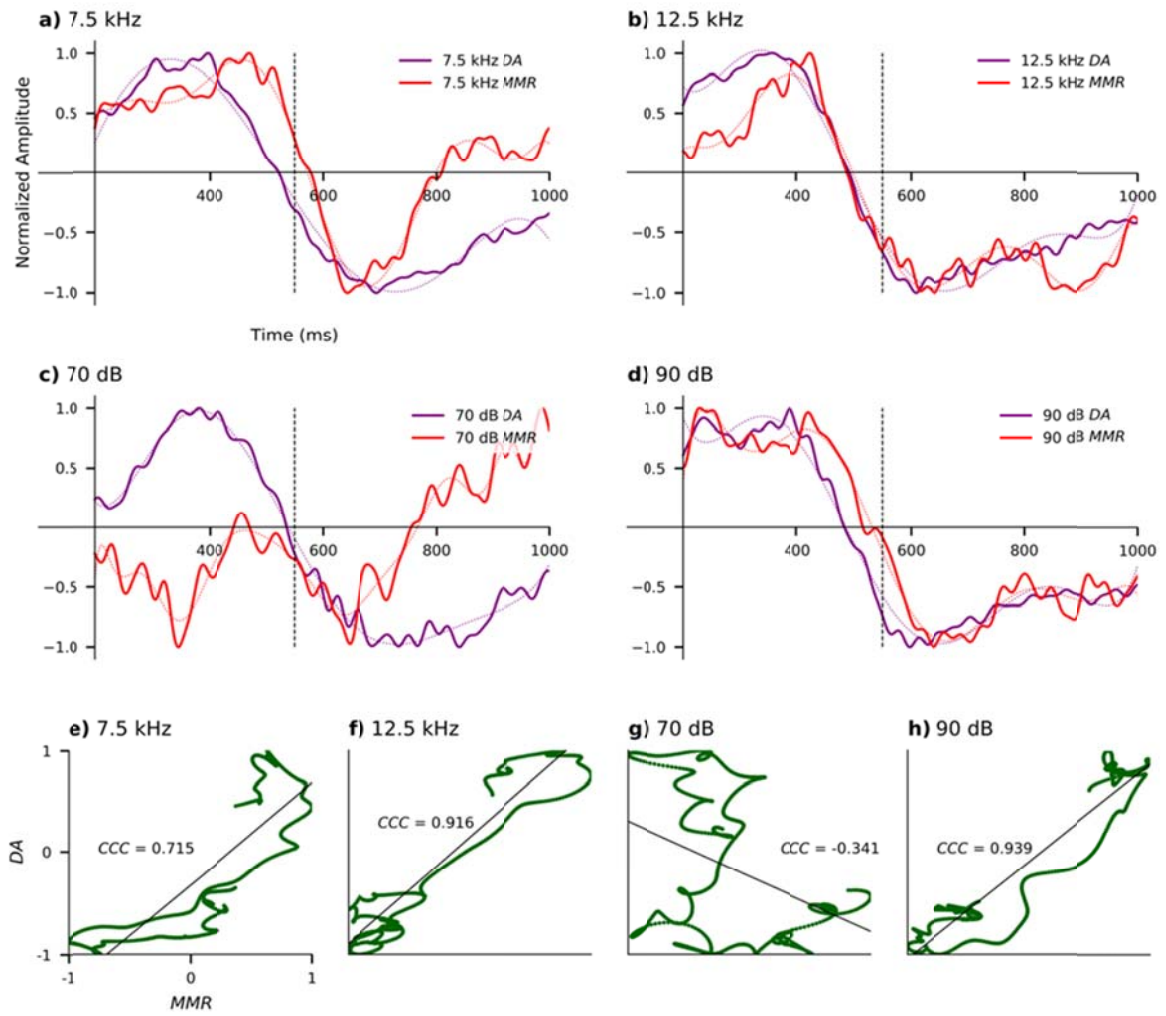 a) 7.5 kHz
b) 12.5 kHz
1.0
0.5
−0.5
−1.0
Normalized Amplitude
400
600
800
1000
7.5 kHz DA
7.5 kHz MMR
Time (ms)
1.0
0.5
−0.5
−1.0
400
600
800
1000
12.5 kHz DA
12.5 kHz MMR
c) 70 dB
d) 90 dB
1.0
0.5
−0.5
−1.0
400
600
800
1000
70 dB DA
70 dB MMR
1.0
0.5
−0.5
−1.0
400
600
800
1000
90 dB DA
90 dB MMR
e) 7.5 kHz
f) 12.5 kHz
g) 70 dB
h) 90 dB
1
0
-1
DA
-1
0
1
MMR
CCC = 0.715
CCC = 0.916
CCC = -0.341
CCC = 0.939